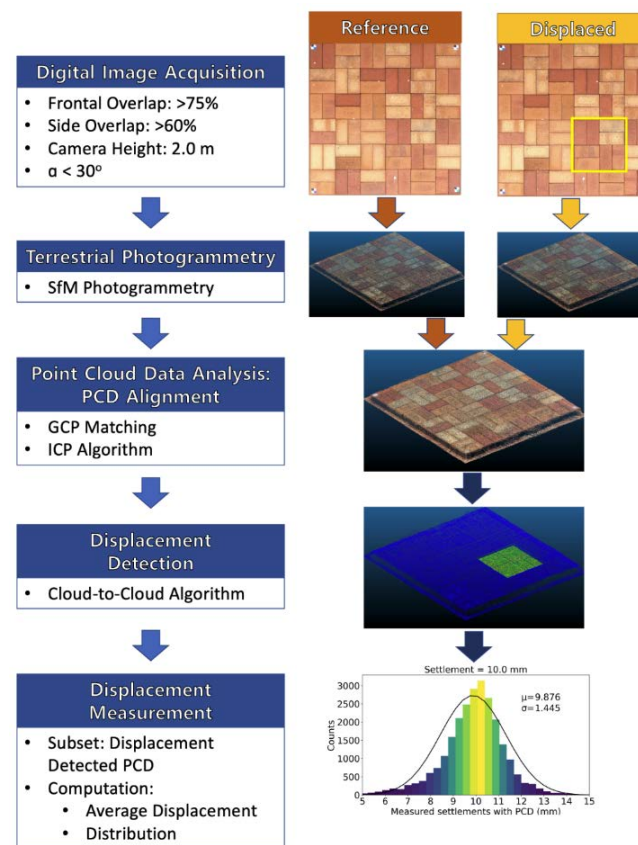 Digital Image Acquisition
• Frontal Overlap: >75%
• Side Overlap: >60%
• Camera Height: 2.0 m
• α < 30°
Terrestrial Photogrammetry
• SfM Photogrammetry
Point Cloud Data Analysis:
PCD Alignment
• GCP Matching
• ICP Algorithm
Displacement
Detection
• Cloud-to-Cloud Algorithm
Displacement
Measurement
• Subset: Displacement
Detected PCD
• Computation:
• Average Displacement
• Distribution
Reference
Displaced
Settlement = 10.0 mm
μ=9.876
σ=1.445
Counts
3000
2500
2000
1500
1000
500
0
5 6 7 8 9 10 11 12 13 14 15
Measured settlements with PCD (mm)